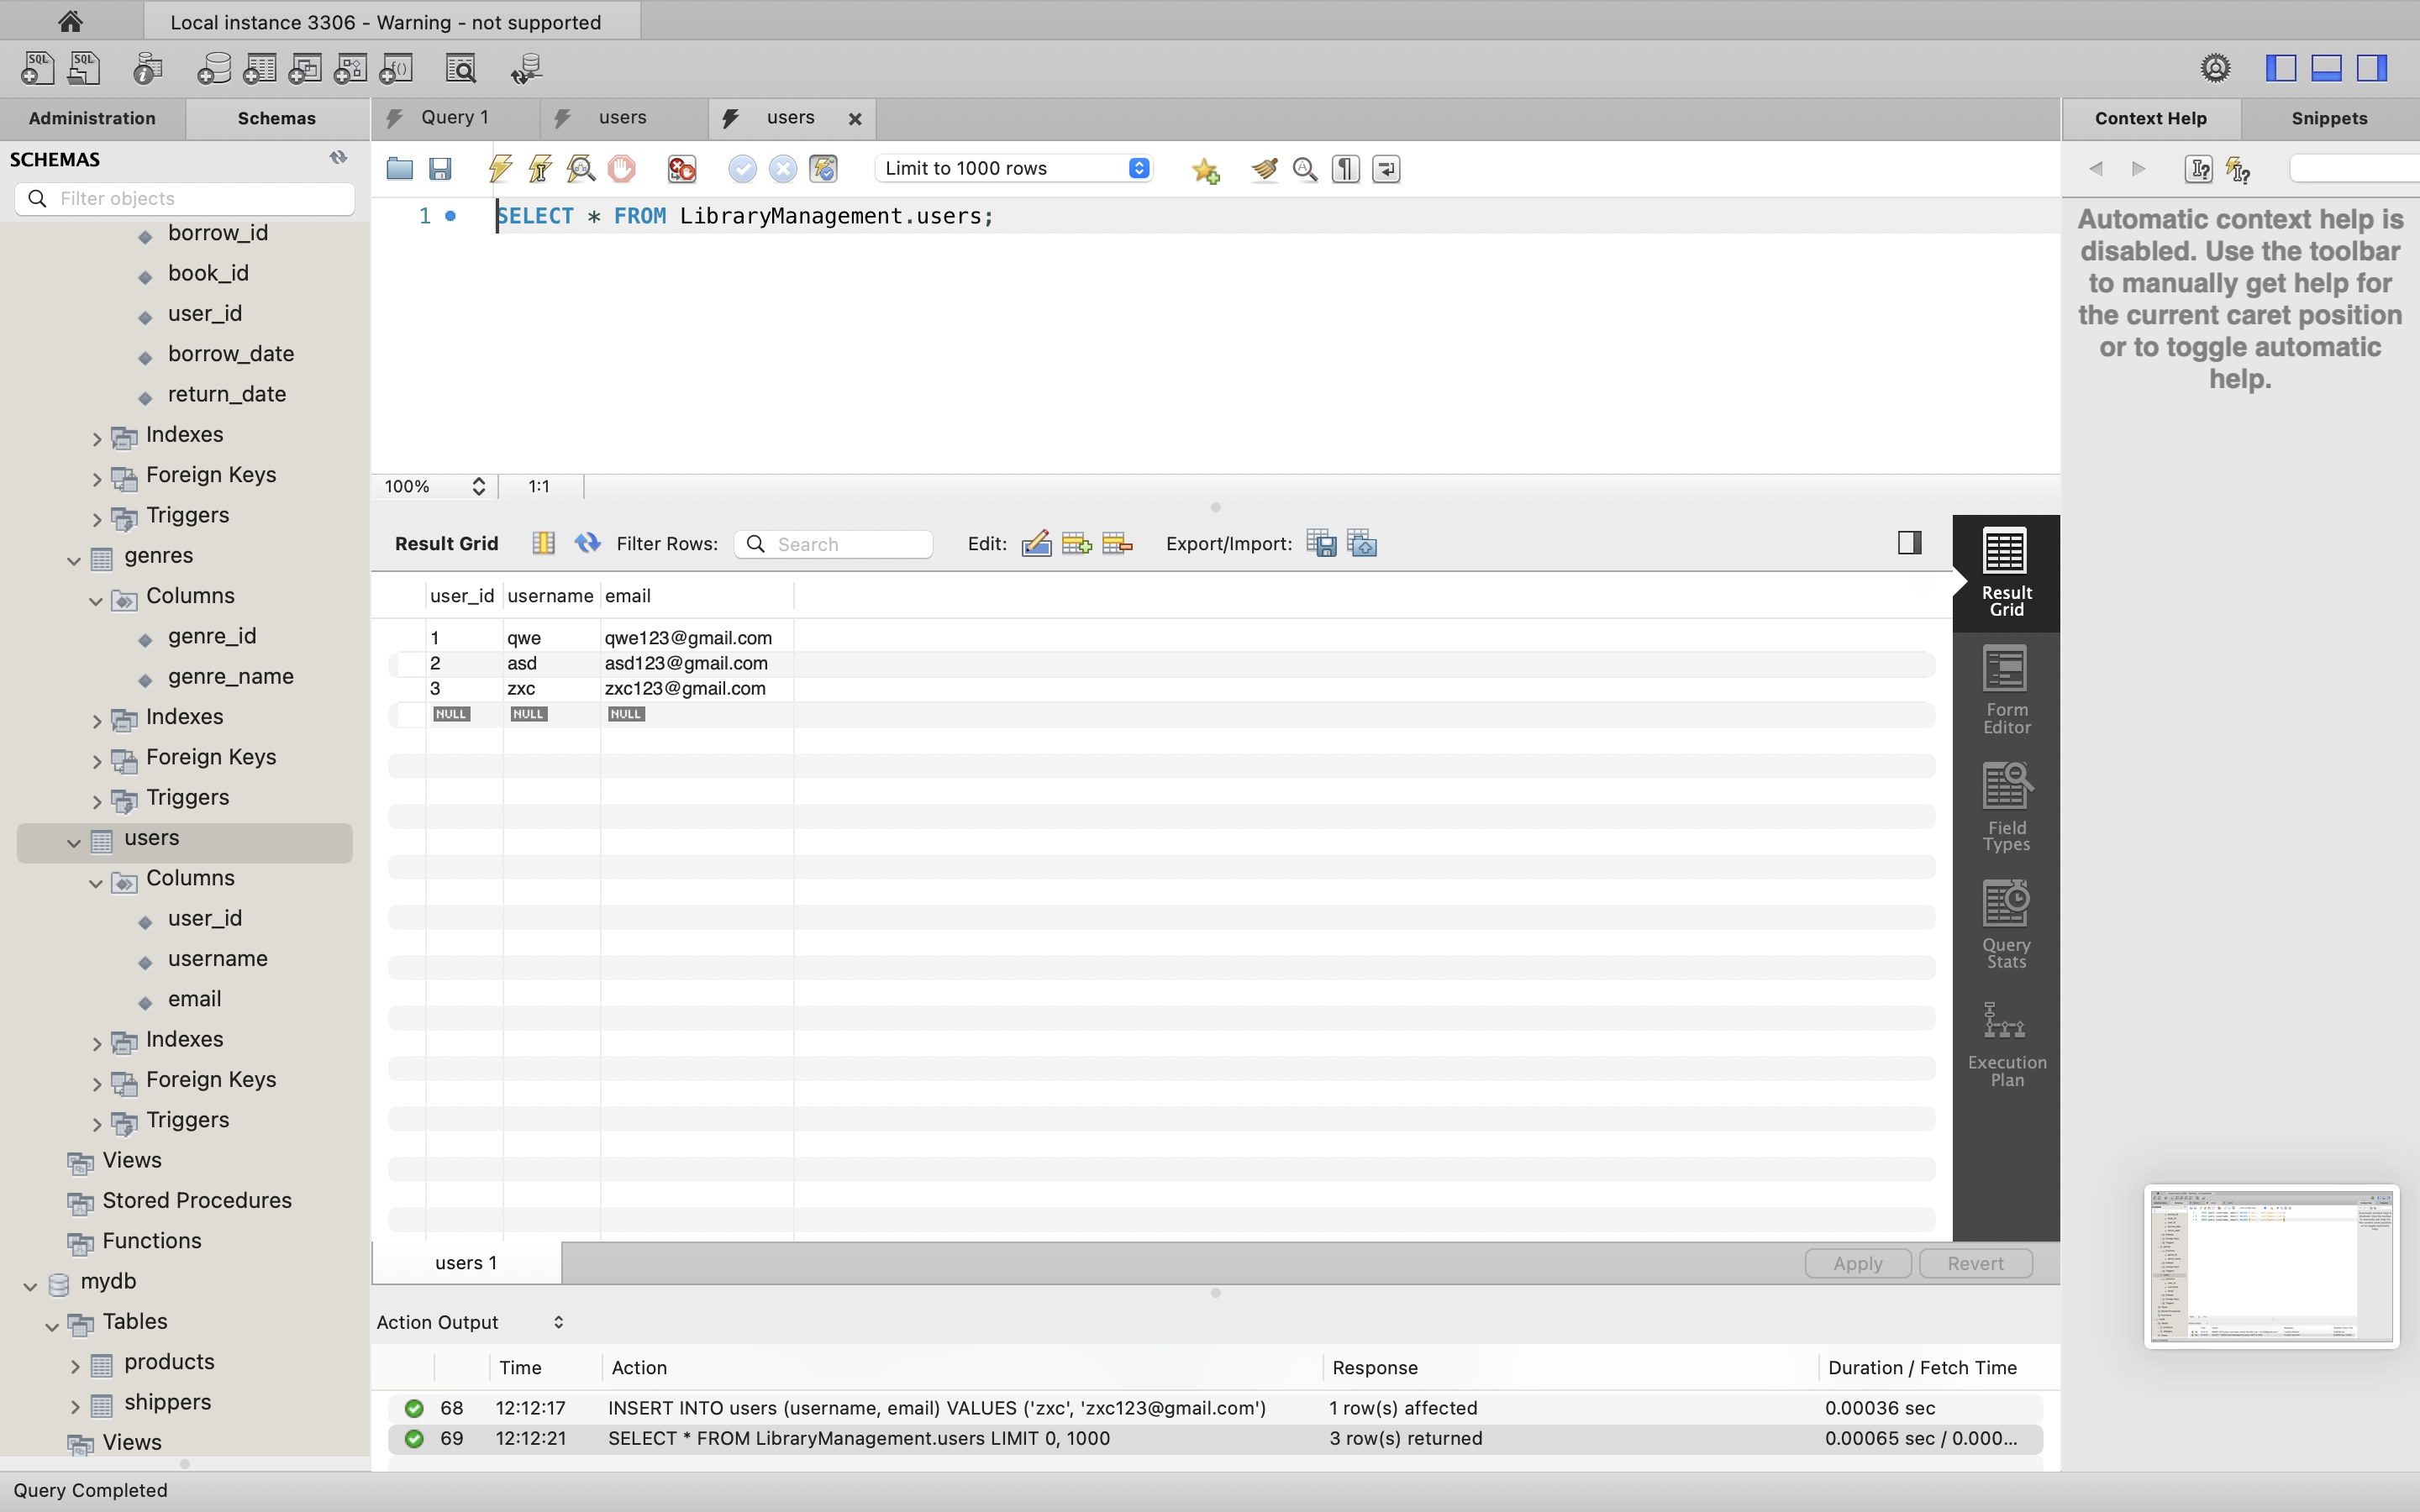 Local instance 3306 - Warning - not supported
Administration
Schemas
SCHEMAS
Filter objects
borrow_id
book_id
user_id
borrow_date
return_date
Indexes
Foreign Keys
Triggers
genres
Columns
genre_id
genre_name
Indexes
Foreign Keys
Triggers
users
Columns
user_id
username
email
Indexes
Foreign Keys
Triggers
Views
Stored Procedures
Functions
mydb
Tables
products
shippers
Views
Query 1
users
users
Limit to 1000 rows
1 SELECT * FROM LibraryManagement.users;
100%
1:1
Result Grid
Filter Rows:
Search
Edit:
Export/Import:
user_id username email
1 qwe qwe123@gmail.com
2 asd asd123@gmail.com
3 zxc zxc123@gmail.com
NULL NULL NULL
Result
Grid
Form
Editor
Field
Types
Query
Stats
Execution
Plan
users 1
Apply
Revert
Action Output
Time Action Response Duration / Fetch Time
68 12:12:17 INSERT INTO users (username, email) VALUES ('zxc', 'zxc123@gmail.com') 1 row(s) affected 0.00036 sec
69 12:12:21 SELECT * FROM LibraryManagement.users LIMIT 0, 1000 3 row(s) returned 0.00065 sec / 0.000...
Context Help
Snippets
Automatic context help is
disabled. Use the toolbar
to manually get help for
the current caret position
or to toggle automatic
help.
Query Completed